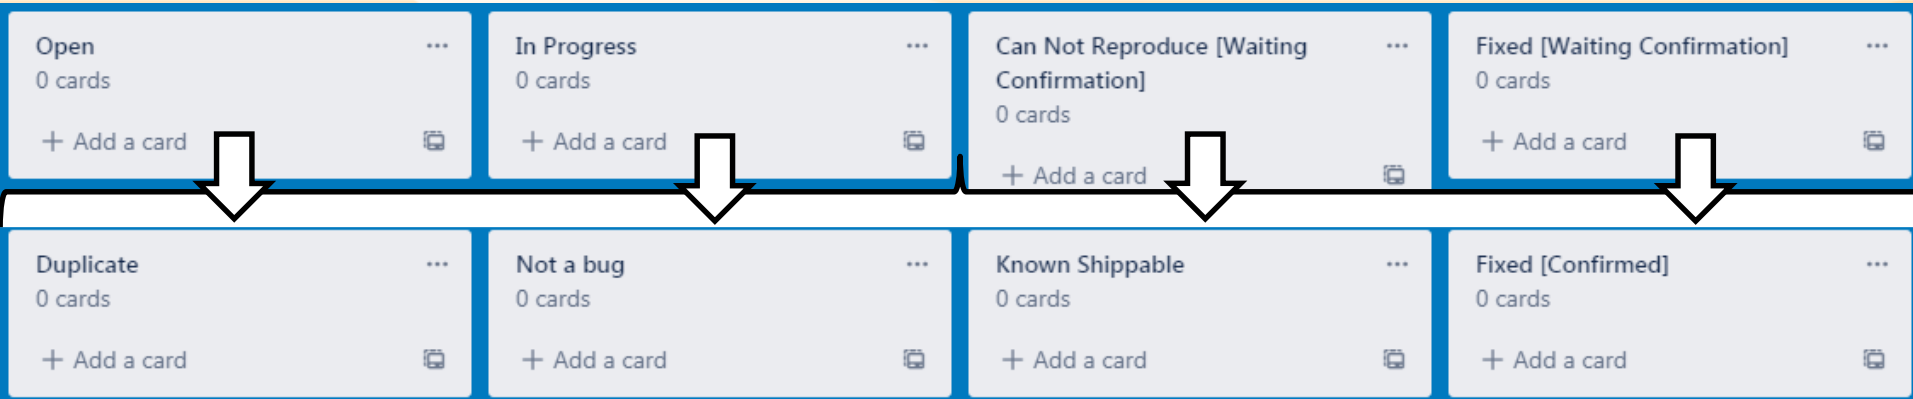 Open
0 cards
+ Add a card
In Progress
0 cards
+ Add a card
Can Not Reproduce [Waiting
Confirmation]
0 cards
+ Add a card
Fixed [Waiting Confirmation]
0 cards
+ Add a card
Duplicate
0 cards
+ Add a card
Not a bug
0 cards
+ Add a card
Known Shippable
0 cards
+ Add a card
Fixed [Confirmed]
0 cards
+ Add a card